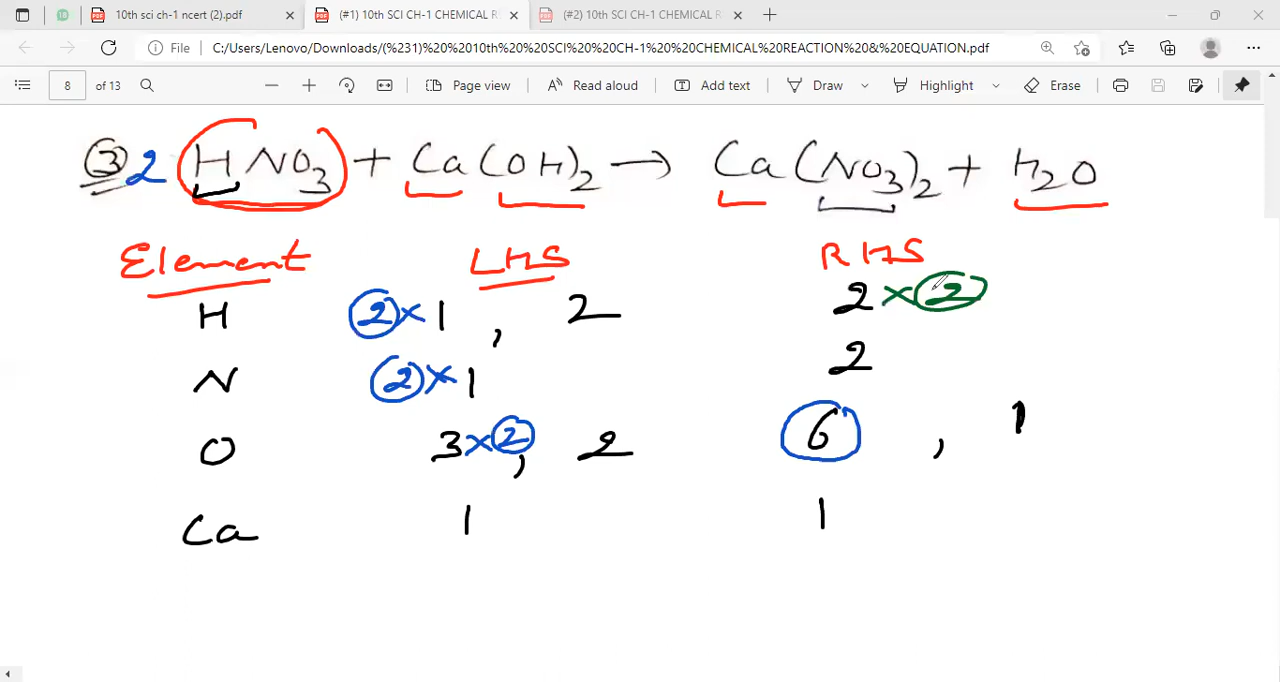 10th sci ch-1 ncert (2).pdf (#1) 10th SCI CH-1 CHEMICAL R (#2) 10th SCI CH-1 CHEMICAL R
File C:/Users/Lenovo/Downloads/(%231)%20%2010th%20%20SCI%20%20CH-1%20%20CHEMICAL%20REACTION%20&%20EQUATION.pdf
8 of 13 Page view Read aloud Add text Draw Highlight Erase
③ 2 HNO₃ + Ca(OH)₂ → Ca(NO₃)₂ + H₂O
Element LHS RHS
H 2×1 , 2 2×2
N 2×1 2
O 3×2 , 2 6 , 1
Ca 1 1